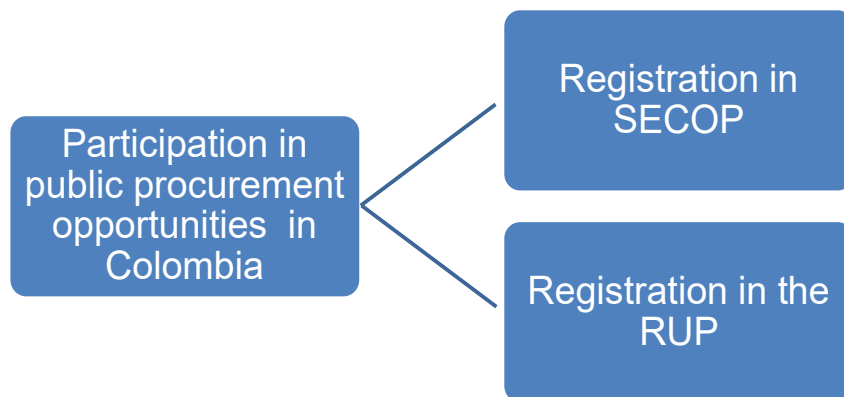 Participation in
public procurement
opportunities  in
Colombia
Registration in
SECOP
Registration in the
RUP